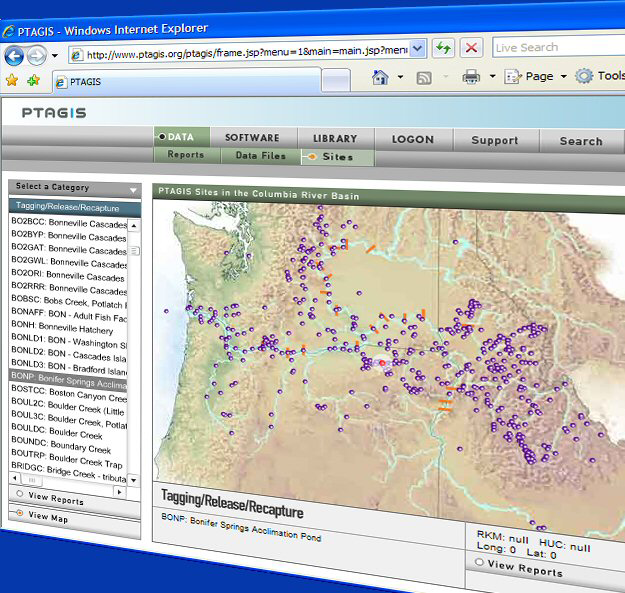 PTAGIS - Windows Internet Explorer
http://www.ptagis.org/ptagis/frame.jsp?menu=1&main=main.jsp?menu
Live Search
PTAGIS
Page
Tools
PTAGIS
DATA SOFTWARE LIBRARY LOGON Support Search
Reports Data Files Sites
Select a Category
Tagging/Release/Recapture
BO2BCC: Bonneville Cascades
BO2BYP: Bonneville Cascades
BO2GAT: Bonneville Cascades
BO2GWL: Bonneville Cascades
BO2ORI: Bonneville Cascades
BO2RRR: Bonneville Cascades
BOBSC: Bobs Creek, Potlatch
BONAFF: BON - Adult Fish Fac
BONH: Bonneville Hatchery
BONLD1: BON - Washington S
BONLD2: BON - Cascades Isla
BONLD3: BON - Bradford Islan
BONP: Bonifer Springs Acclima
BOSTCC: Boston Canyon Cree
BOUL2C: Boulder Creek (Little
BOUL3C: Boulder Creek, Potlat
BOULDC: Boulder Creek
BOUNDC: Boundary Creek
BOUTRP: Boulder Creek Trap
BRIDGC: Bridge Creek - tributa
View Reports
View Map
PTAGIS Sites in the Columbia River Basin
Tagging/Release/Recapture
BONP: Bonifer Springs Acclimation Pond
RKM: null HUC: null
Long: 0 Lat: 0
View Reports